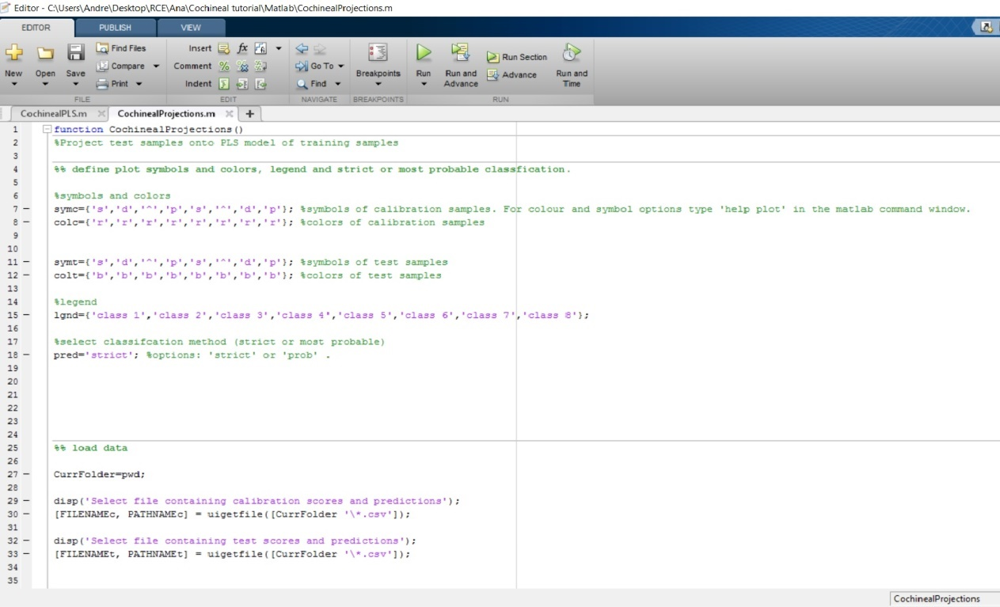 Editor - C:\Users\Andre\Desktop\RCE\Ana\Cochineal tutorial\Matlab\CochinealProjections.m
EDITOR PUBLISH VIEW
New Open Save Find Files Compare Print
Insert fx
Comment
Indent
Go To Find
Breakpoints
Run Run and Advance Run Section Advance Run and Time
FILE EDIT NAVIGATE BREAKPOINTS RUN
CochinealPLS.m CochinealProjections.m +
1 function CochinealProjections()
2 %Project test samples onto PLS model of training samples
3
4 %% define plot symbols and colors, legend and strict or most probable classfication.
5
6 %symbols and colors
7 symc={'s','d','^','p','s','^','d','p'}; %symbols of calibration samples. For colour and symbol options type 'help plot' in the matlab command window.
8 colc={'r','r','r','r','r','r','r','r'}; %colors of calibration samples
9
10
11 symt={'s','d','^','p','s','^','d','p'}; %symbols of test samples
12 colt={'b','b','b','b','b','b','b','b'}; %colors of test samples
13
14 %legend
15 lgnd={'class 1','class 2','class 3','class 4','class 5','class 6','class 7','class 8'};
16
17 %select classifcation method (strict or most probable)
18 pred='strict'; %options: 'strict' or 'prob' .
19
20
21
22
23
24
25 %% load data
26
27 CurrFolder=pwd;
28
29 disp('Select file containing calibration scores and predictions');
30 [FILENAMEc, PATHNAMEc] = uigetfile([CurrFolder '\*.csv']);
31
32 disp('Select file containing test scores and predictions');
33 [FILENAMEt, PATHNAMEt] = uigetfile([CurrFolder '\*.csv']);
34
35
CochinealProjections